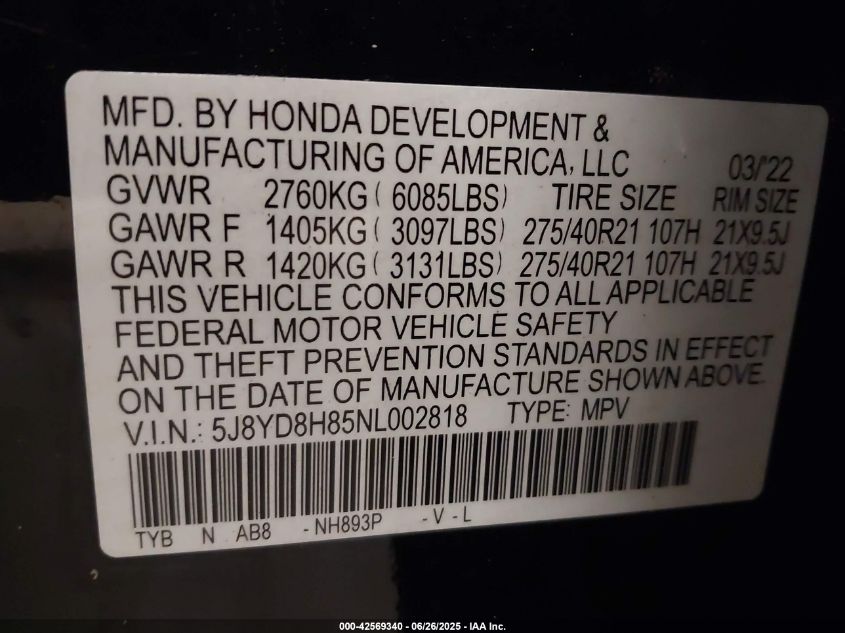 MFD. BY HONDA DEVELOPMENT &
MANUFACTURING OF AMERICA, LLC 03/'22
GVWR 2760KG ( 6085LBS) TIRE SIZE RIM SIZE
GAWR F 1405KG ( 3097LBS) 275/40R21 107H 21X9.5J
GAWR R 1420KG ( 3131LBS) 275/40R21 107H 21X9.5J
THIS VEHICLE CONFORMS TO ALL APPLICABLE
FEDERAL MOTOR VEHICLE SAFETY
AND THEFT PREVENTION STANDARDS IN EFFECT
ON THE DATE OF MANUFACTURE SHOWN ABOVE.
V.I.N.: 5J8YD8H85NL002818 TYPE: MPV
TYB N AB8 -NH893P -V-L
000-42569340 | 06/26/2025 - IAA Inc.